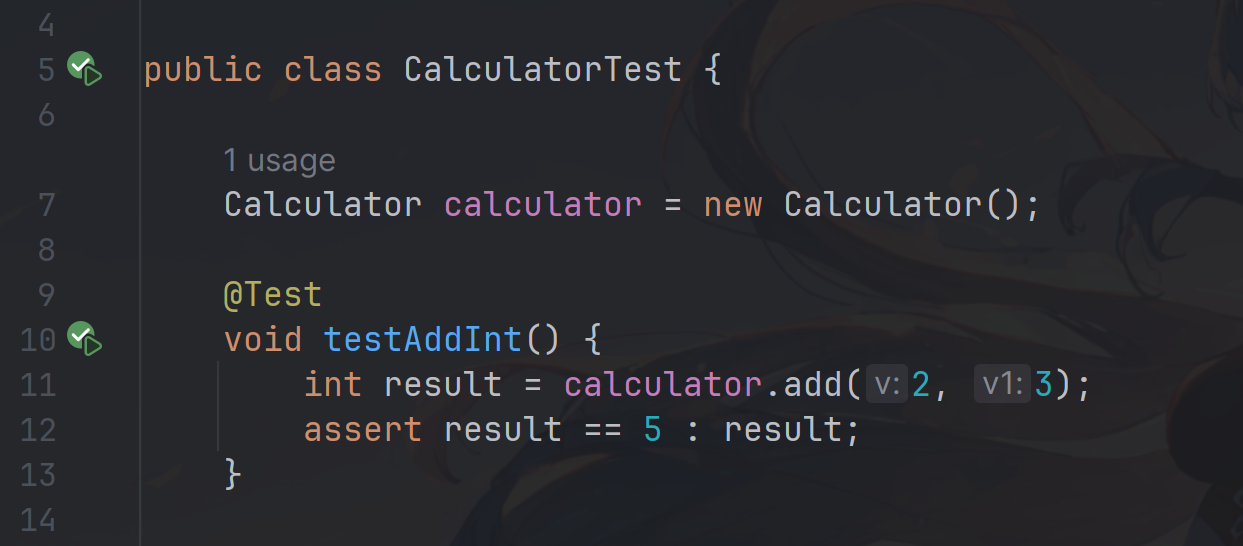 4
5 public class CalculatorTest {
6
1 usage
7 Calculator calculator = new Calculator();
8
9 @Test
10 void testAddInt() {
11 int result = calculator.add( v: 2, v1: 3);
12 assert result == 5 : result;
13 }
14